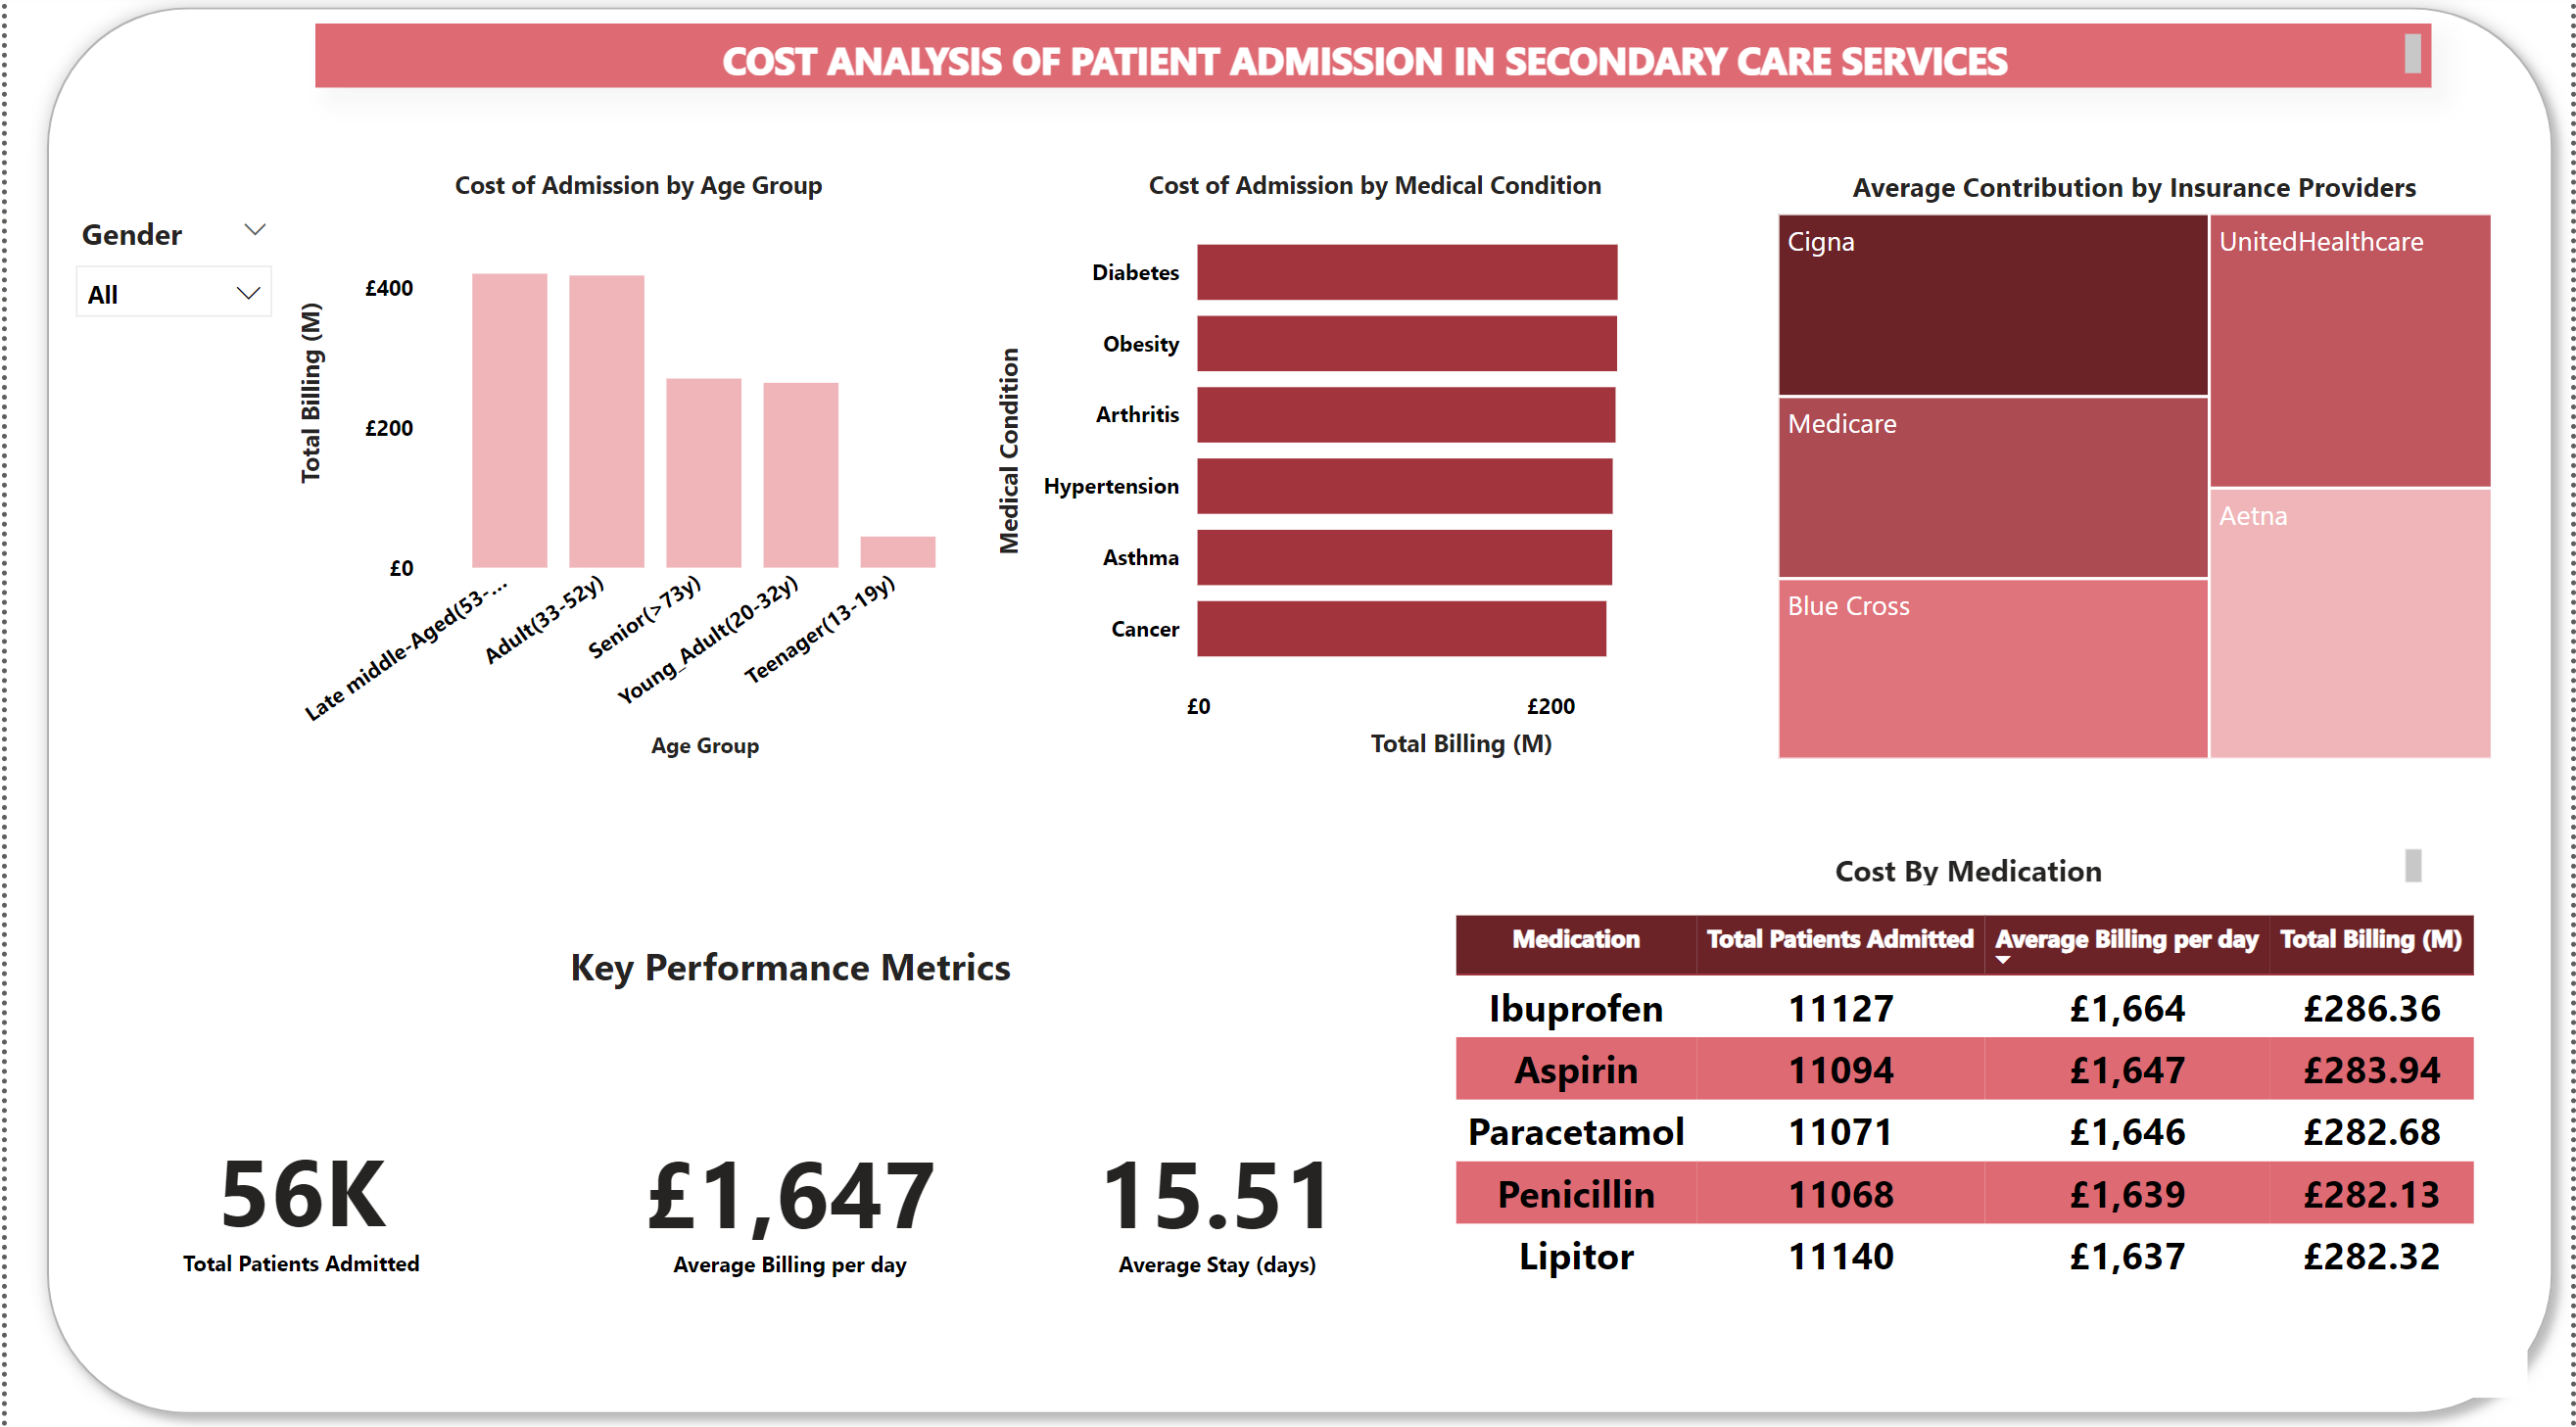 COST ANALYSIS OF PATIENT ADMISSION IN SECONDARY CARE SERVICES
Gender
All
Cost of Admission by Age Group
Total Billing (M)
£400
£200
£0
Late middle-Aged(53-...
Adult(33-52y)
Senior(>73y)
Young_Adult(20-32y)
Teenager(13-19y)
Age Group
Cost of Admission by Medical Condition
Medical Condition
Diabetes
Obesity
Arthritis
Hypertension
Asthma
Cancer
£0 £200
Total Billing (M)
Average Contribution by Insurance Providers
Cigna
UnitedHealthcare
Medicare
Aetna
Blue Cross
Key Performance Metrics
56K
Total Patients Admitted
£1,647
Average Billing per day
15.51
Average Stay (days)
Cost By Medication
Medication Total Patients Admitted Average Billing per day Total Billing (M)
Ibuprofen 11127 £1,664 £286.36
Aspirin 11094 £1,647 £283.94
Paracetamol 11071 £1,646 £282.68
Penicillin 11068 £1,639 £282.13
Lipitor 11140 £1,637 £282.32